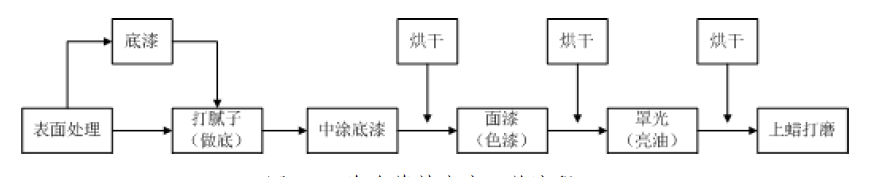 底漆
烘干
烘干
烘干
表面处理
打腻子
（做底）
中涂底漆
面漆
（色漆）
罩光
（亮油）
上蜡打磨